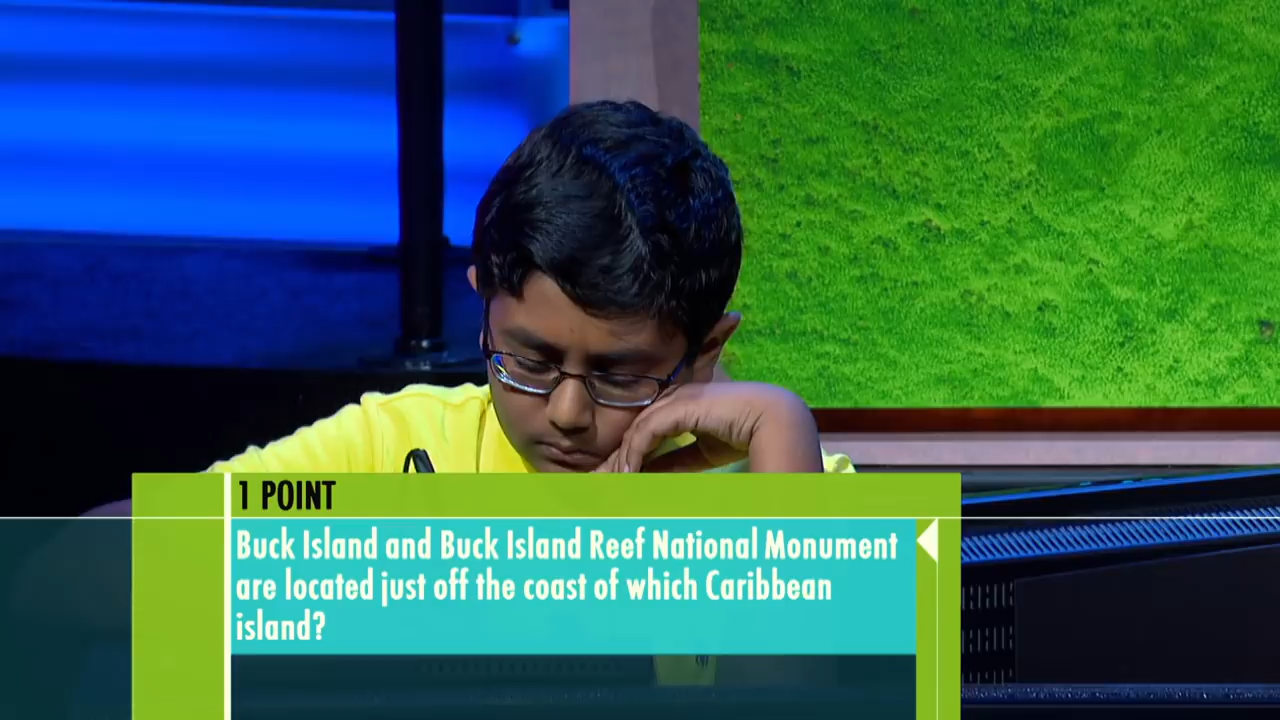 1 POINT
Buck Island and Buck Island Reef National Monument
are located just off the coast of which Caribbean
island?